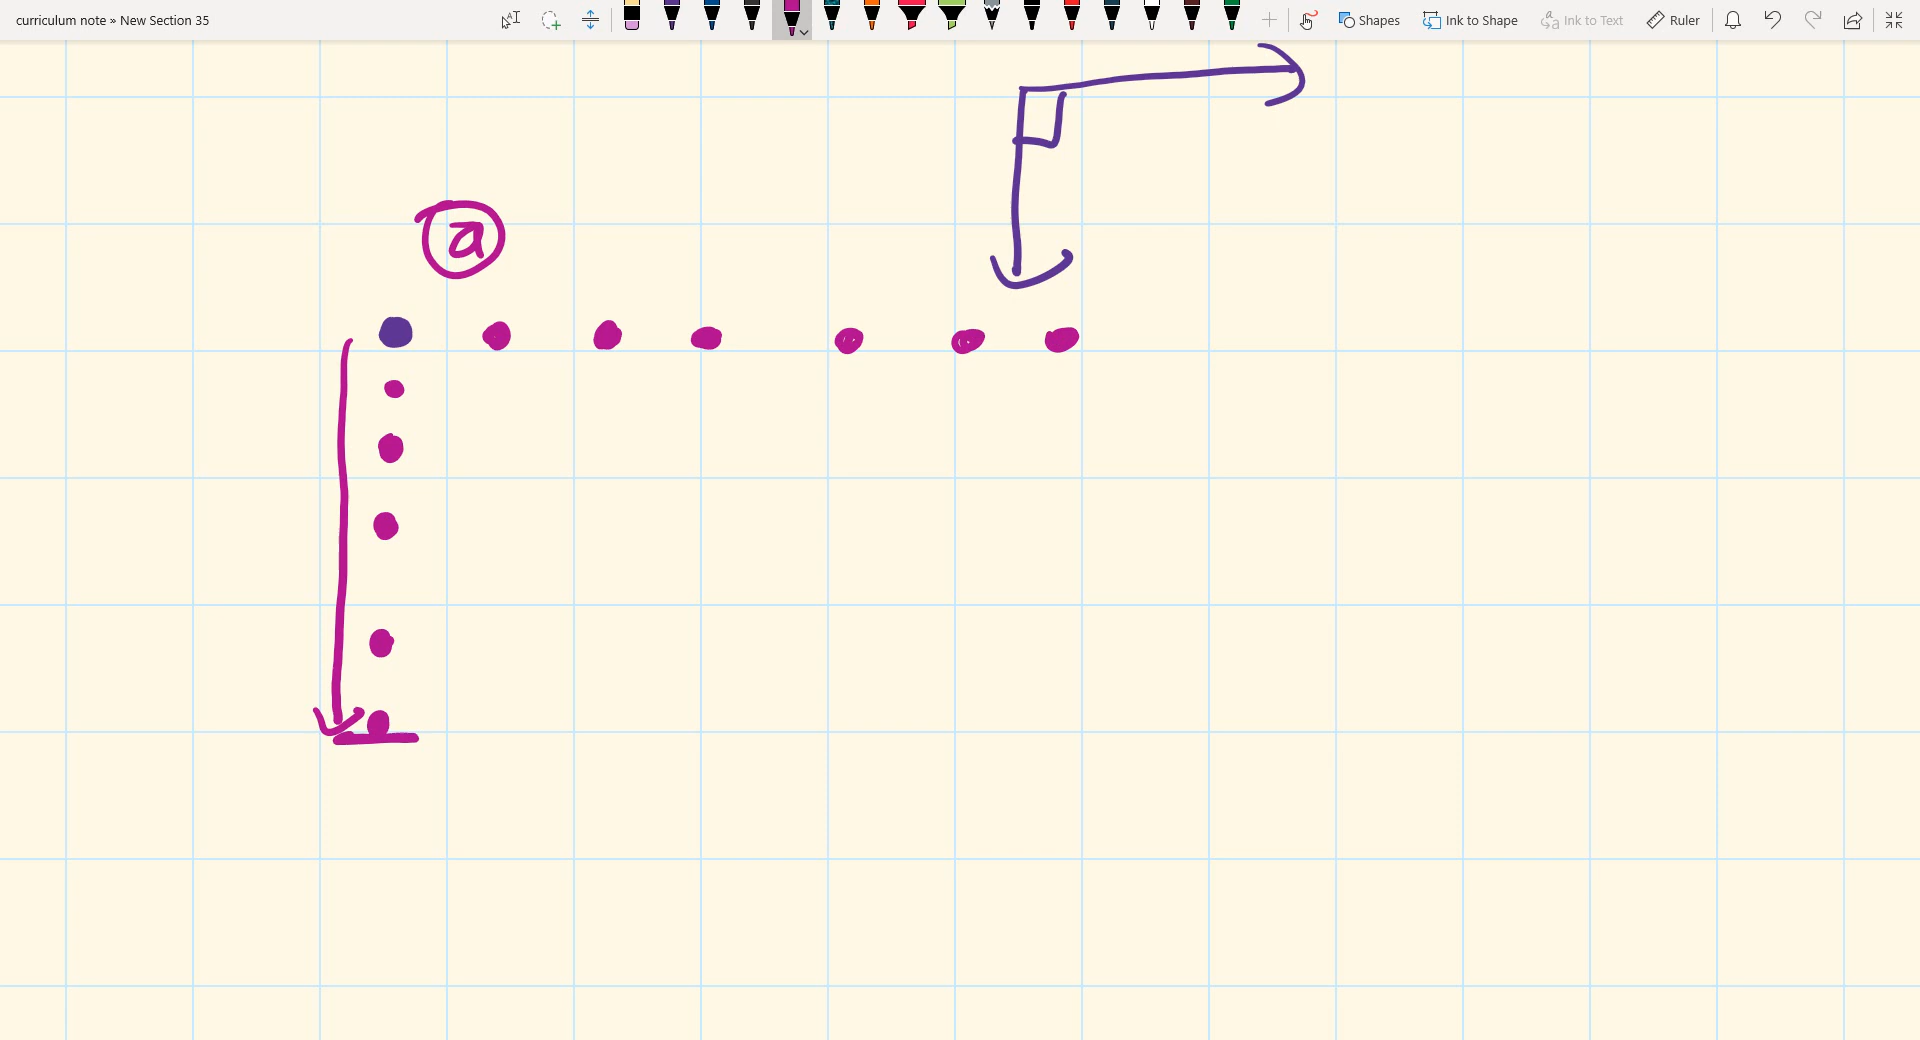 curriculum note » New Section 35
Shapes
Ink to Shape
Ink to Text
Ruler
a